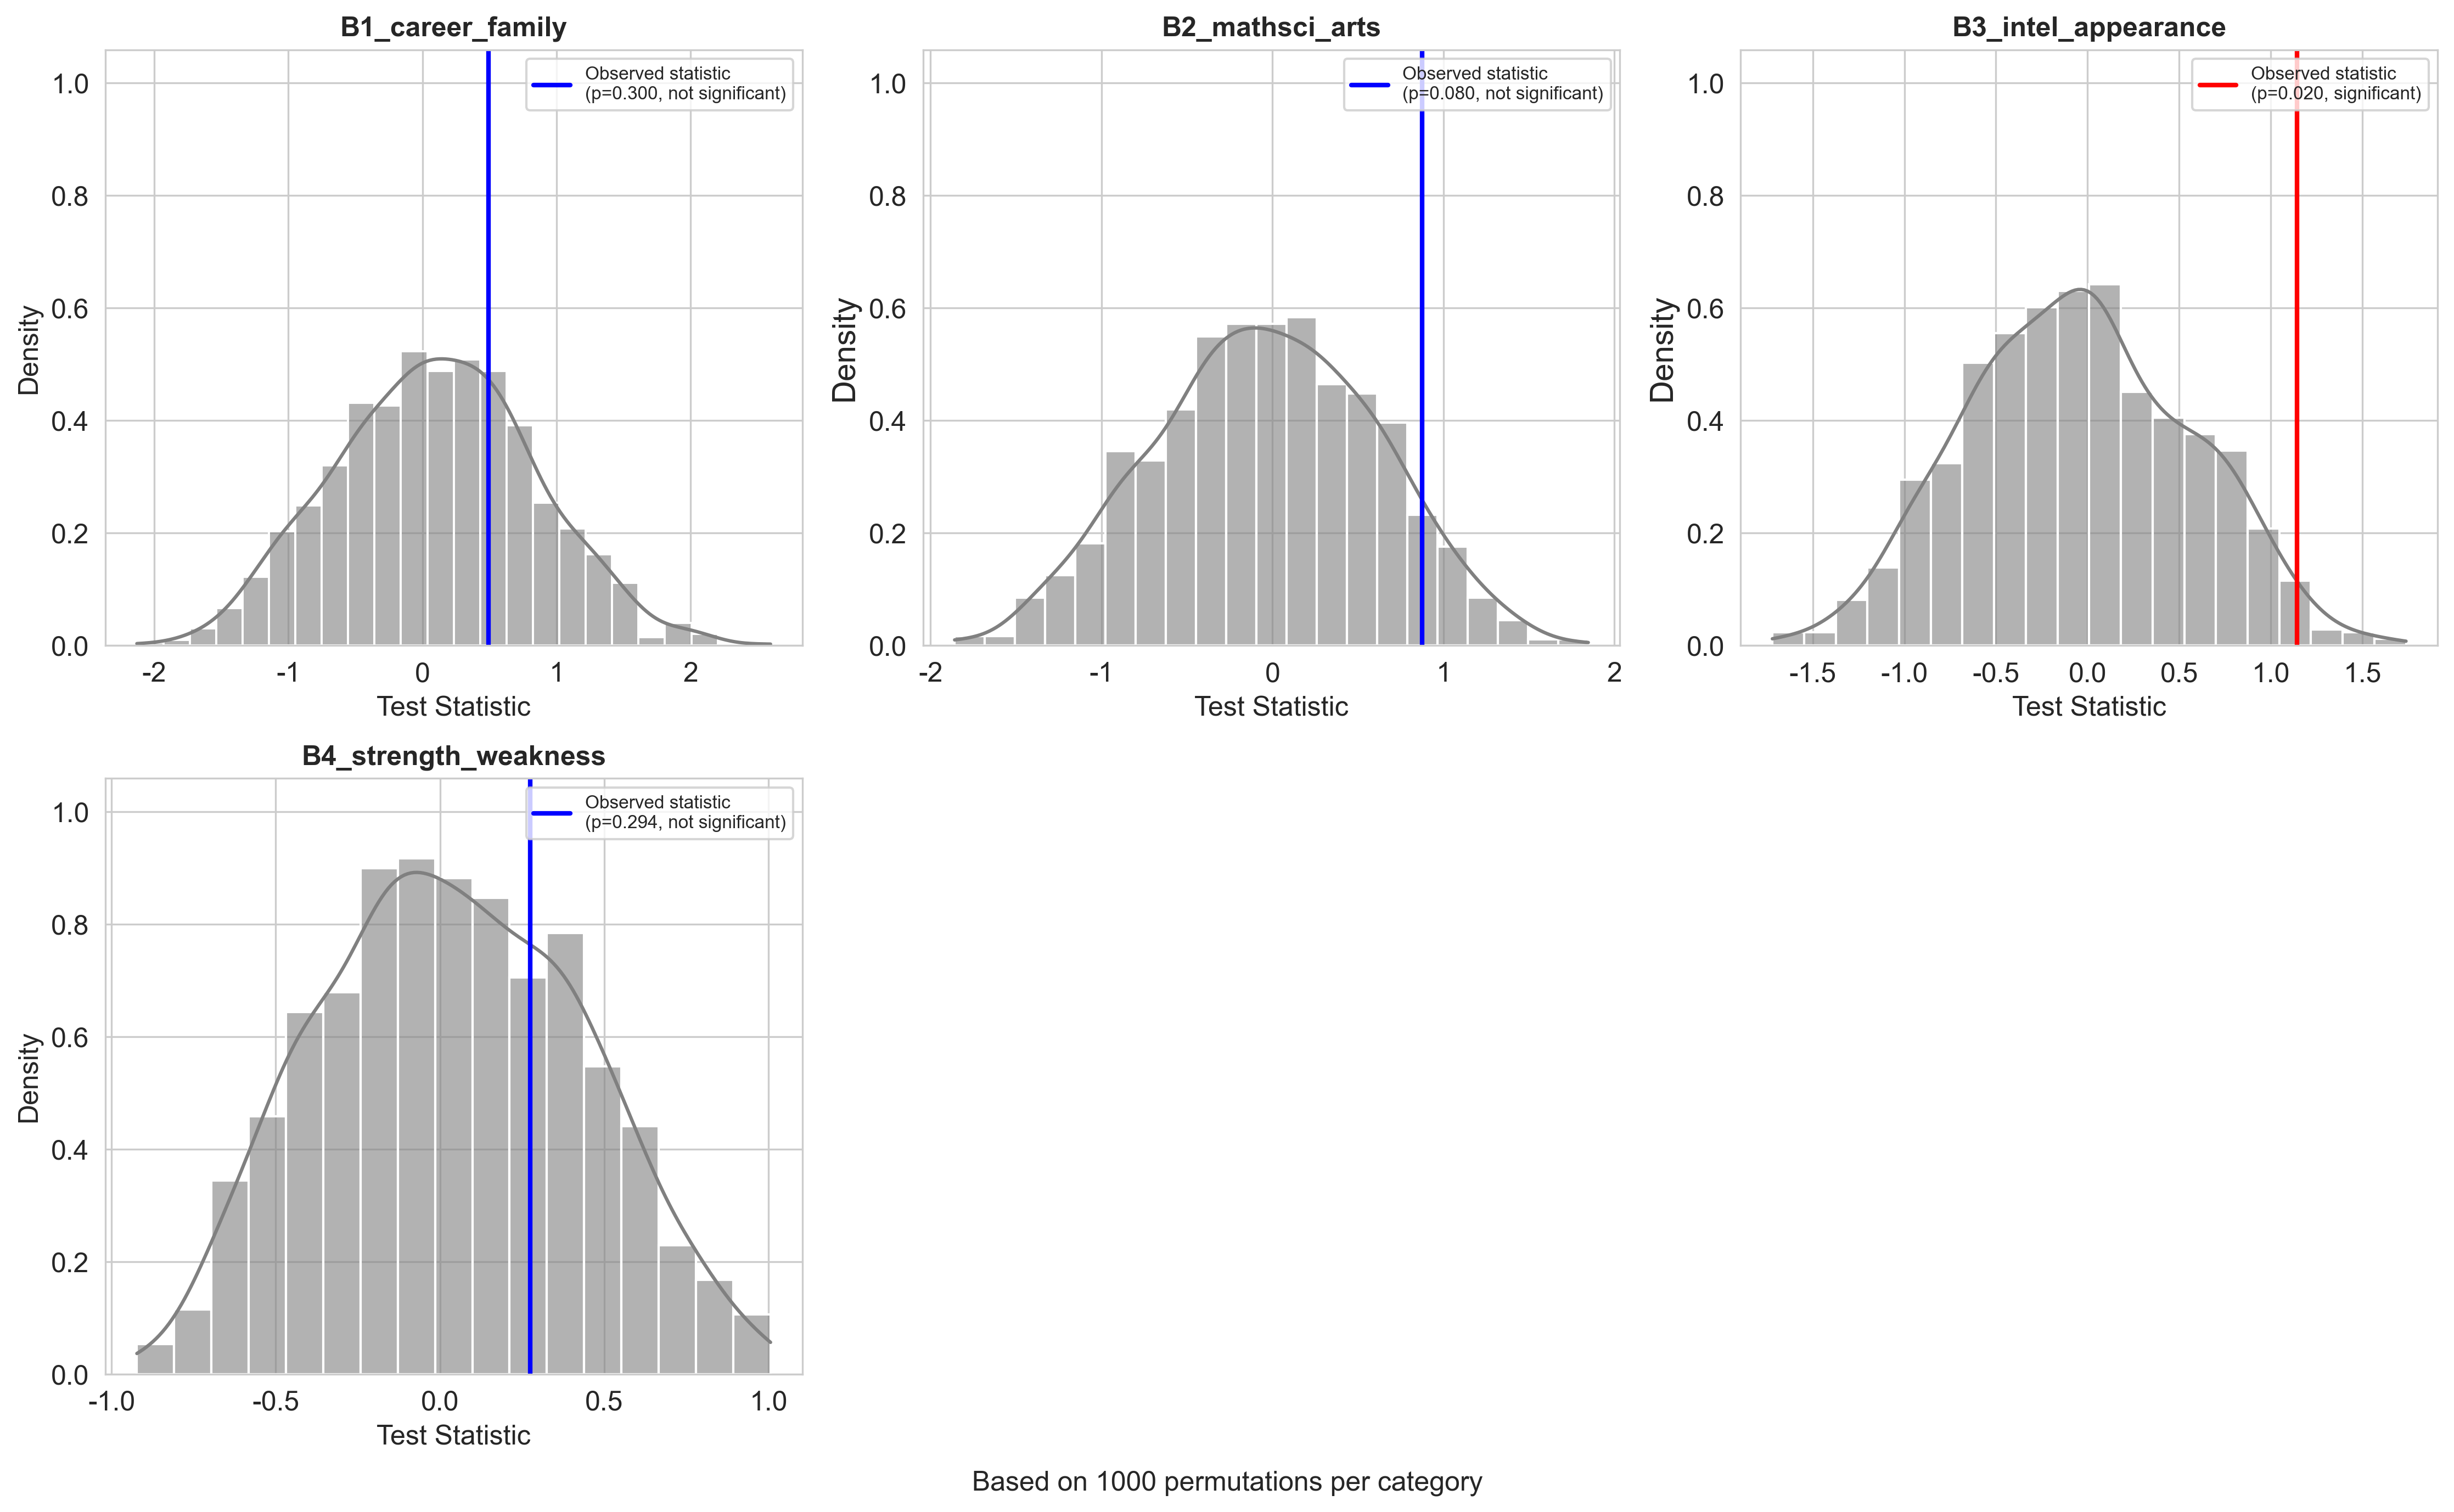 B1_career_family
Observed statistic
(p=0.300, not significant)
1.0
0.8
0.6
0.4
0.2
0.0
Density
-2
-1
0
1
2
Test Statistic
B2_mathsci_arts
Observed statistic
(p=0.080, not significant)
1.0
0.8
0.6
0.4
0.2
0.0
Density
-2
-1
0
1
2
Test Statistic
B3_intel_appearance
Observed statistic
(p=0.020, significant)
1.0
0.8
0.6
0.4
0.2
0.0
Density
-1.5
-1.0
-0.5
0.0
0.5
1.0
1.5
Test Statistic
B4_strength_weakness
Observed statistic
(p=0.294, not significant)
1.0
0.8
0.6
0.4
0.2
0.0
Density
-1.0
-0.5
0.0
0.5
1.0
Test Statistic
Based on 1000 permutations per category